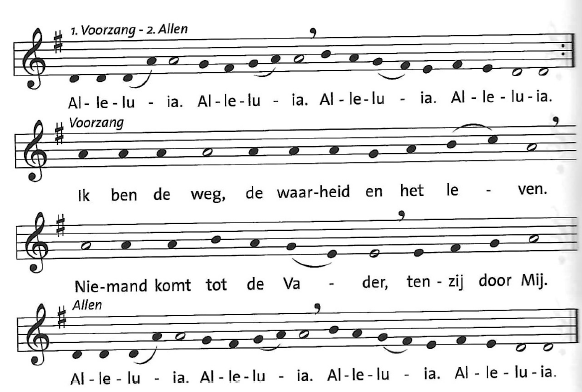 1. Voorzang - 2. Allen
Al-le-lu - ia. Al-le-lu - ia. Al-le-lu - ia. Al-le-lu-ia.
Voorzang
Ik ben de weg, de waar-heid en het le - ven.
Nie-mand komt tot de Va - der, ten-zij door Mij.
Allen
Al-le-lu - ia. Al-le-lu - ia. Al-le-lu - ia. Al-le-lu-ia.